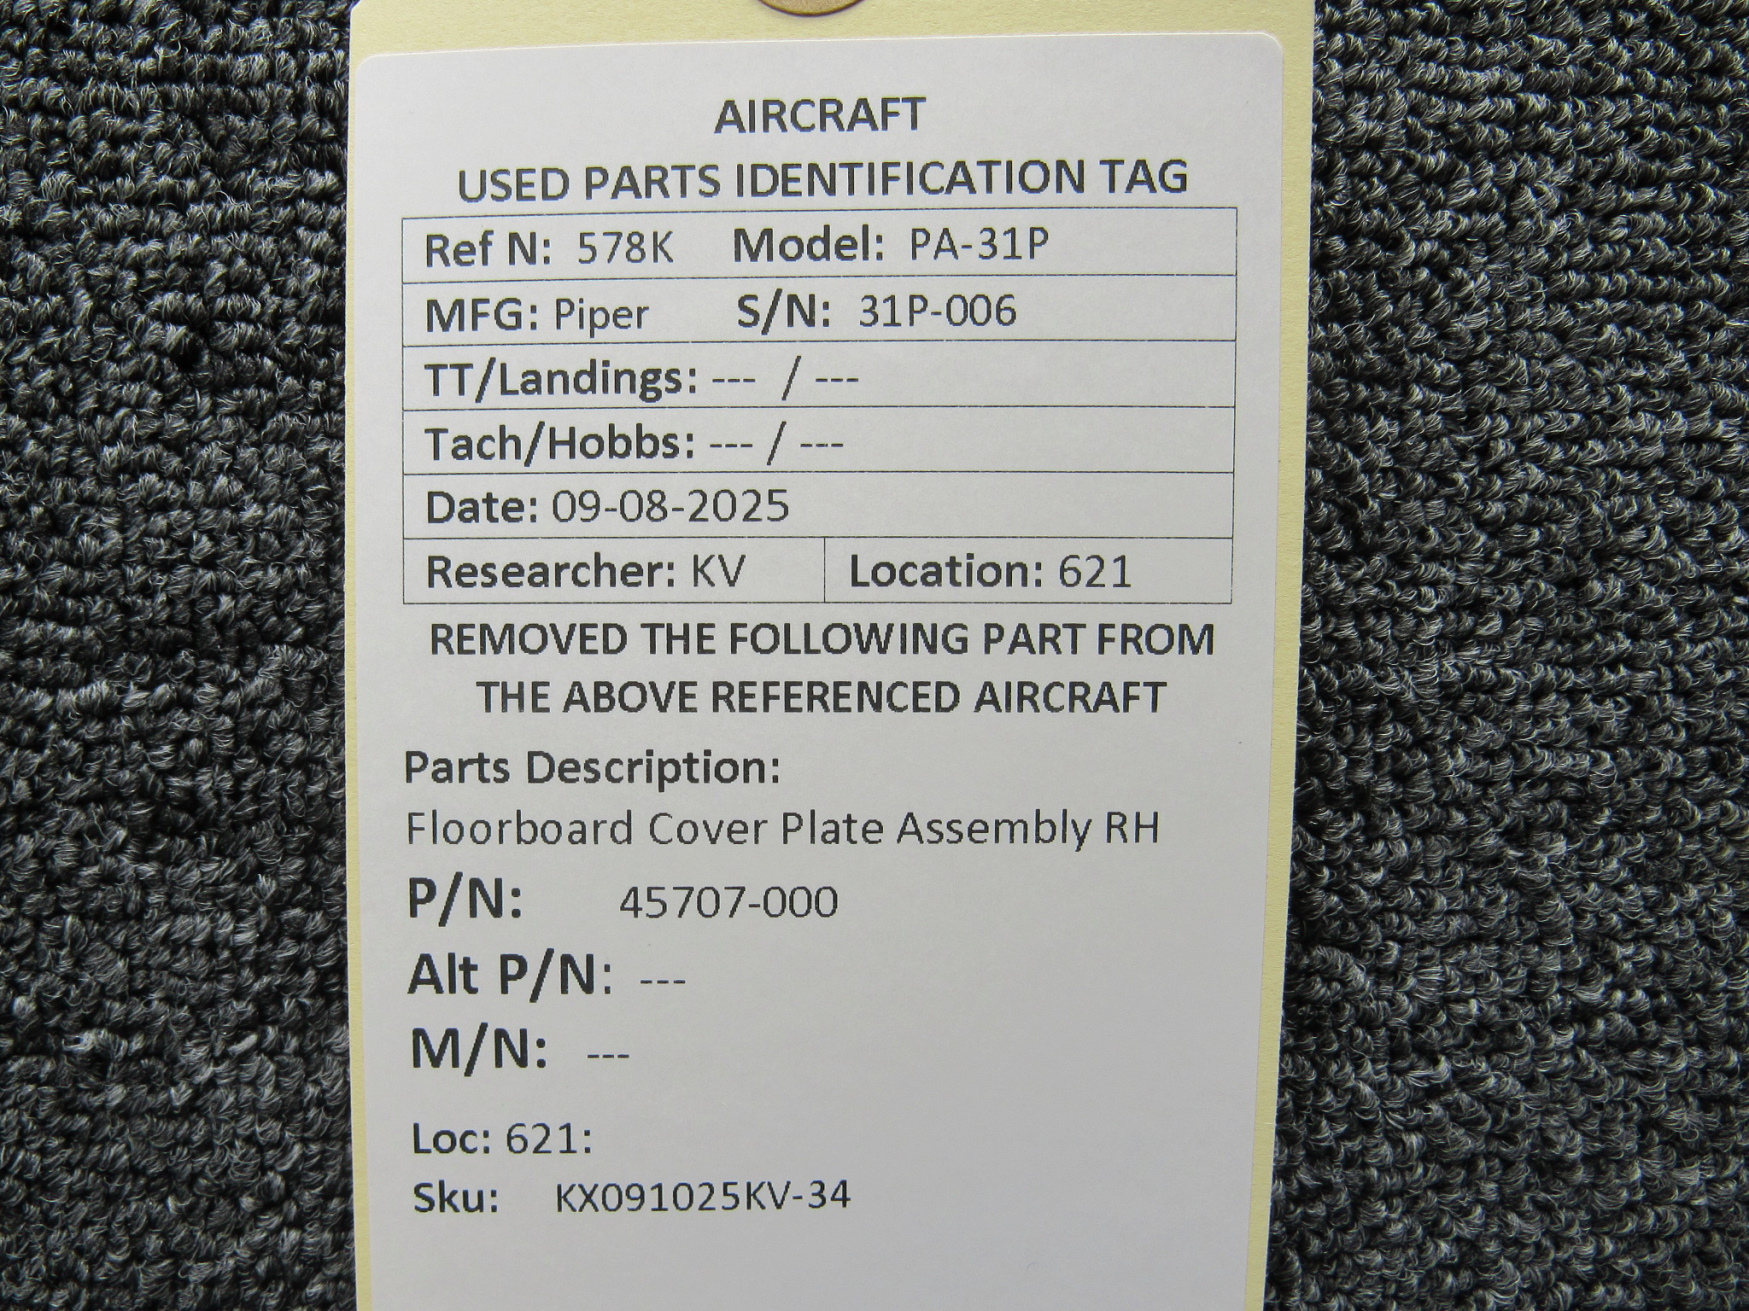 AIRCRAFT
USED PARTS IDENTIFICATION TAG
Ref N: 578K Model: PA-31P
MFG: Piper S/N: 31P-006
TT/Landings: --- / ---
Tach/Hobbs: --- / ---
Date: 09-08-2025
Researcher: KV Location: 621
REMOVED THE FOLLOWING PART FROM
THE ABOVE REFERENCED AIRCRAFT
Parts Description:
Floorboard Cover Plate Assembly RH
P/N: 45707-000
Alt P/N: ---
M/N: ---
Loc: 621:
Sku: KX091025KV-34